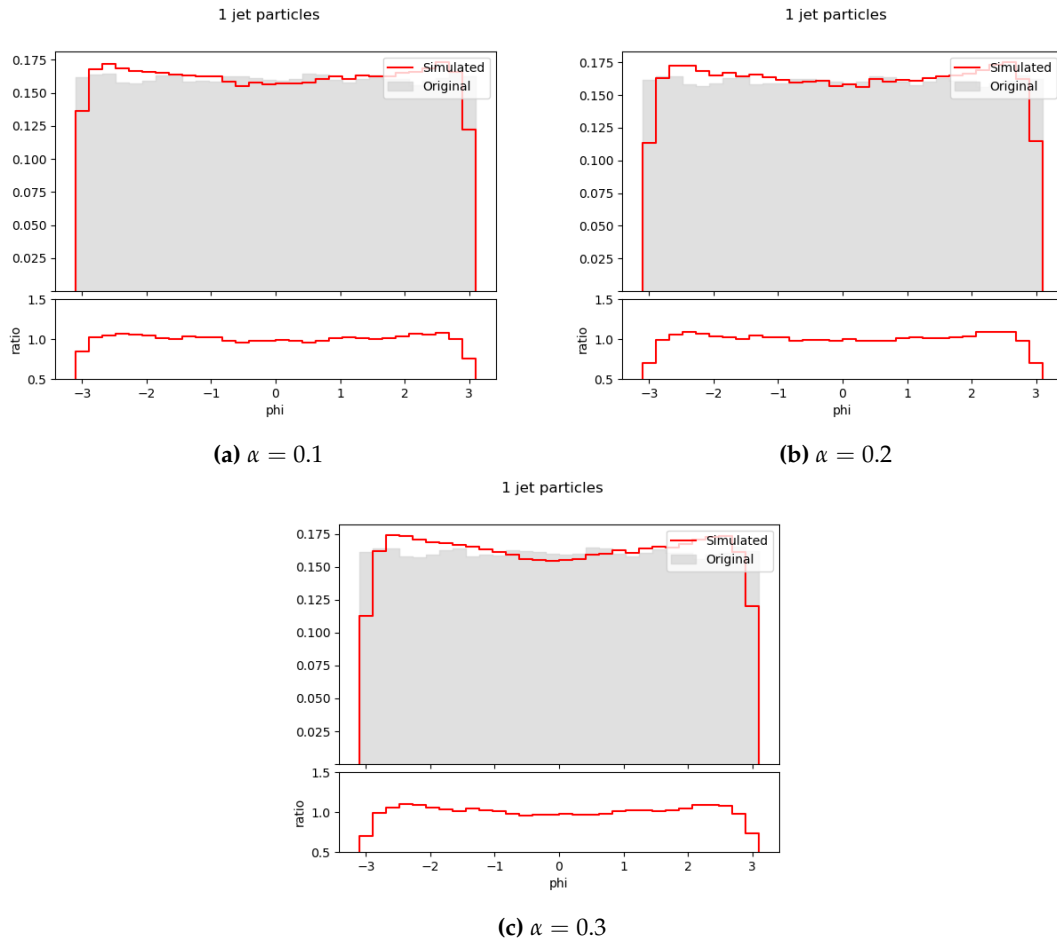 1 jet particles
0.175
0.150
0.125
0.100
0.075
0.050
0.025
Simulated
Original
1.5
1.0
0.5
ratio
−3 −2 −1 0 1 2 3
phi
(a) α = 0.1
1 jet particles
0.175
0.150
0.125
0.100
0.075
0.050
0.025
Simulated
Original
1.5
1.0
0.5
ratio
−3 −2 −1 0 1 2 3
phi
(b) α = 0.2
1 jet particles
0.175
0.150
0.125
0.100
0.075
0.050
0.025
Simulated
Original
1.5
1.0
0.5
ratio
−3 −2 −1 0 1 2 3
phi
(c) α = 0.3